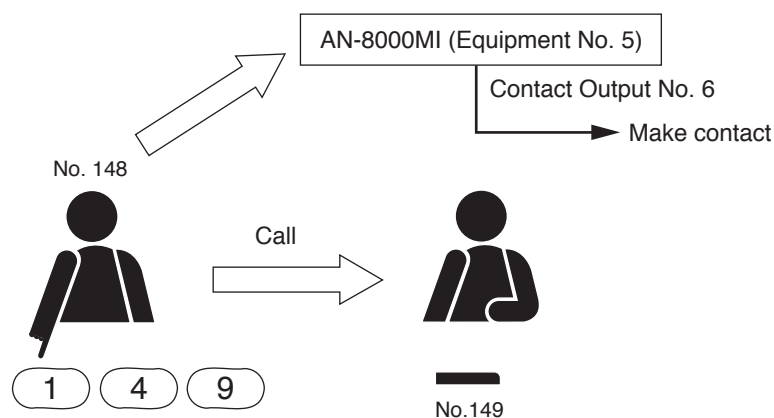 AN-8000MI (Equipment No. 5)
Contact Output No. 6
Make contact
No. 148
Call
1 4 9
No.149